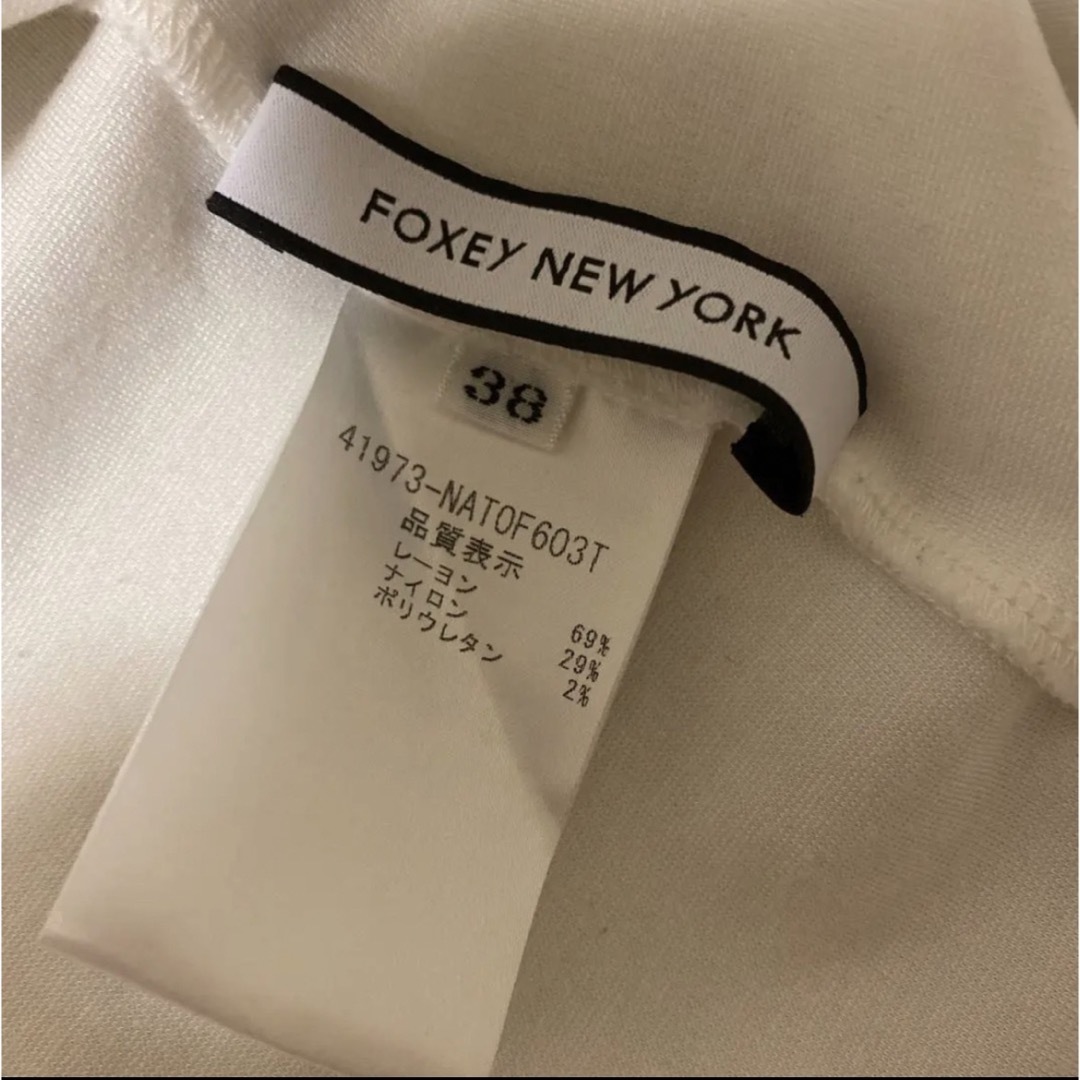 FOXEY NEW YORK
38
41973-NATOF603T
品質表示
レーヨン 69%
ナイロン 29%
ポリウレタン 2%